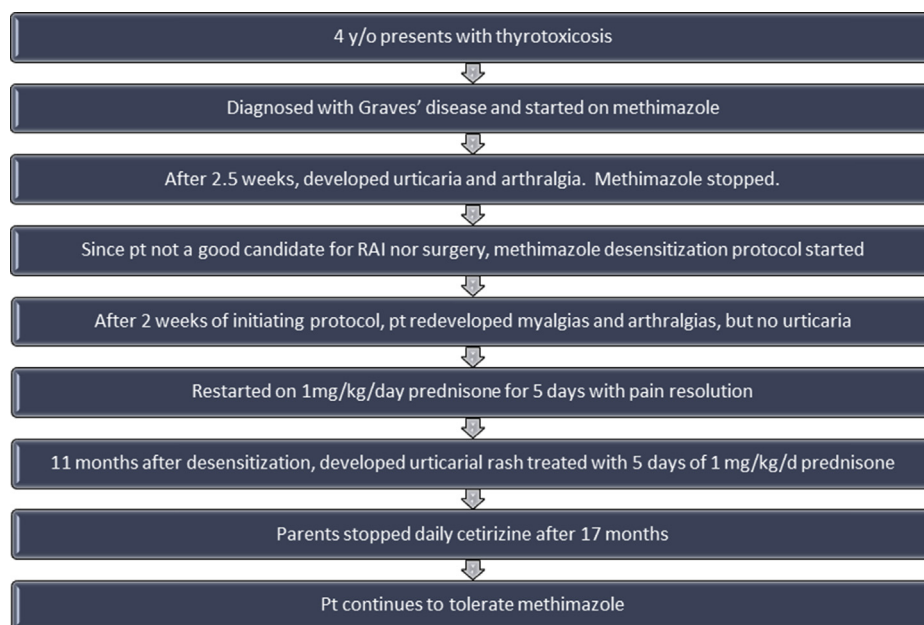 4 y/o presents with thyrotoxicosis
Diagnosed with Graves’ disease and started on methimazole
After 2.5 weeks, developed urticaria and arthralgia.  Methimazole stopped.
Since pt not a good candidate for RAI nor surgery, methimazole desensitization protocol started
After 2 weeks of initiating protocol, pt redeveloped myalgias and arthralgias, but no urticaria
Restarted on 1mg/kg/day prednisone for 5 days with pain resolution
11 months after desensitization, developed urticarial rash treated with 5 days of 1 mg/kg/d prednisone
Parents stopped daily cetirizine after 17 months
Pt continues to tolerate methimazole